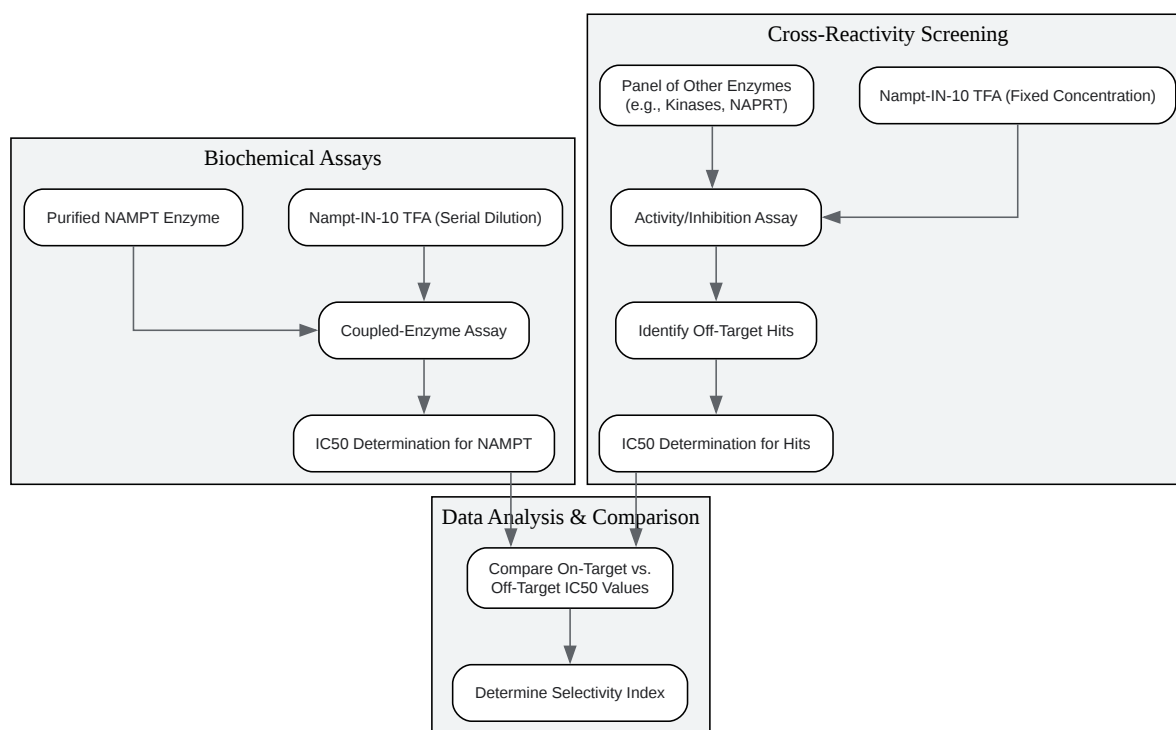 Cross-Reactivity Screening
Panel of Other Enzymes
(e.g., Kinases, NAPRT)
Nampt-IN-10 TFA (Fixed Concentration)
Biochemical Assays
Purified NAMPT Enzyme
Nampt-IN-10 TFA (Serial Dilution)
Activity/Inhibition Assay
Coupled-Enzyme Assay
Identify Off-Target Hits
IC50 Determination for NAMPT
IC50 Determination for Hits
Data Analysis & Comparison
Compare On-Target vs.
Off-Target IC50 Values
Determine Selectivity Index